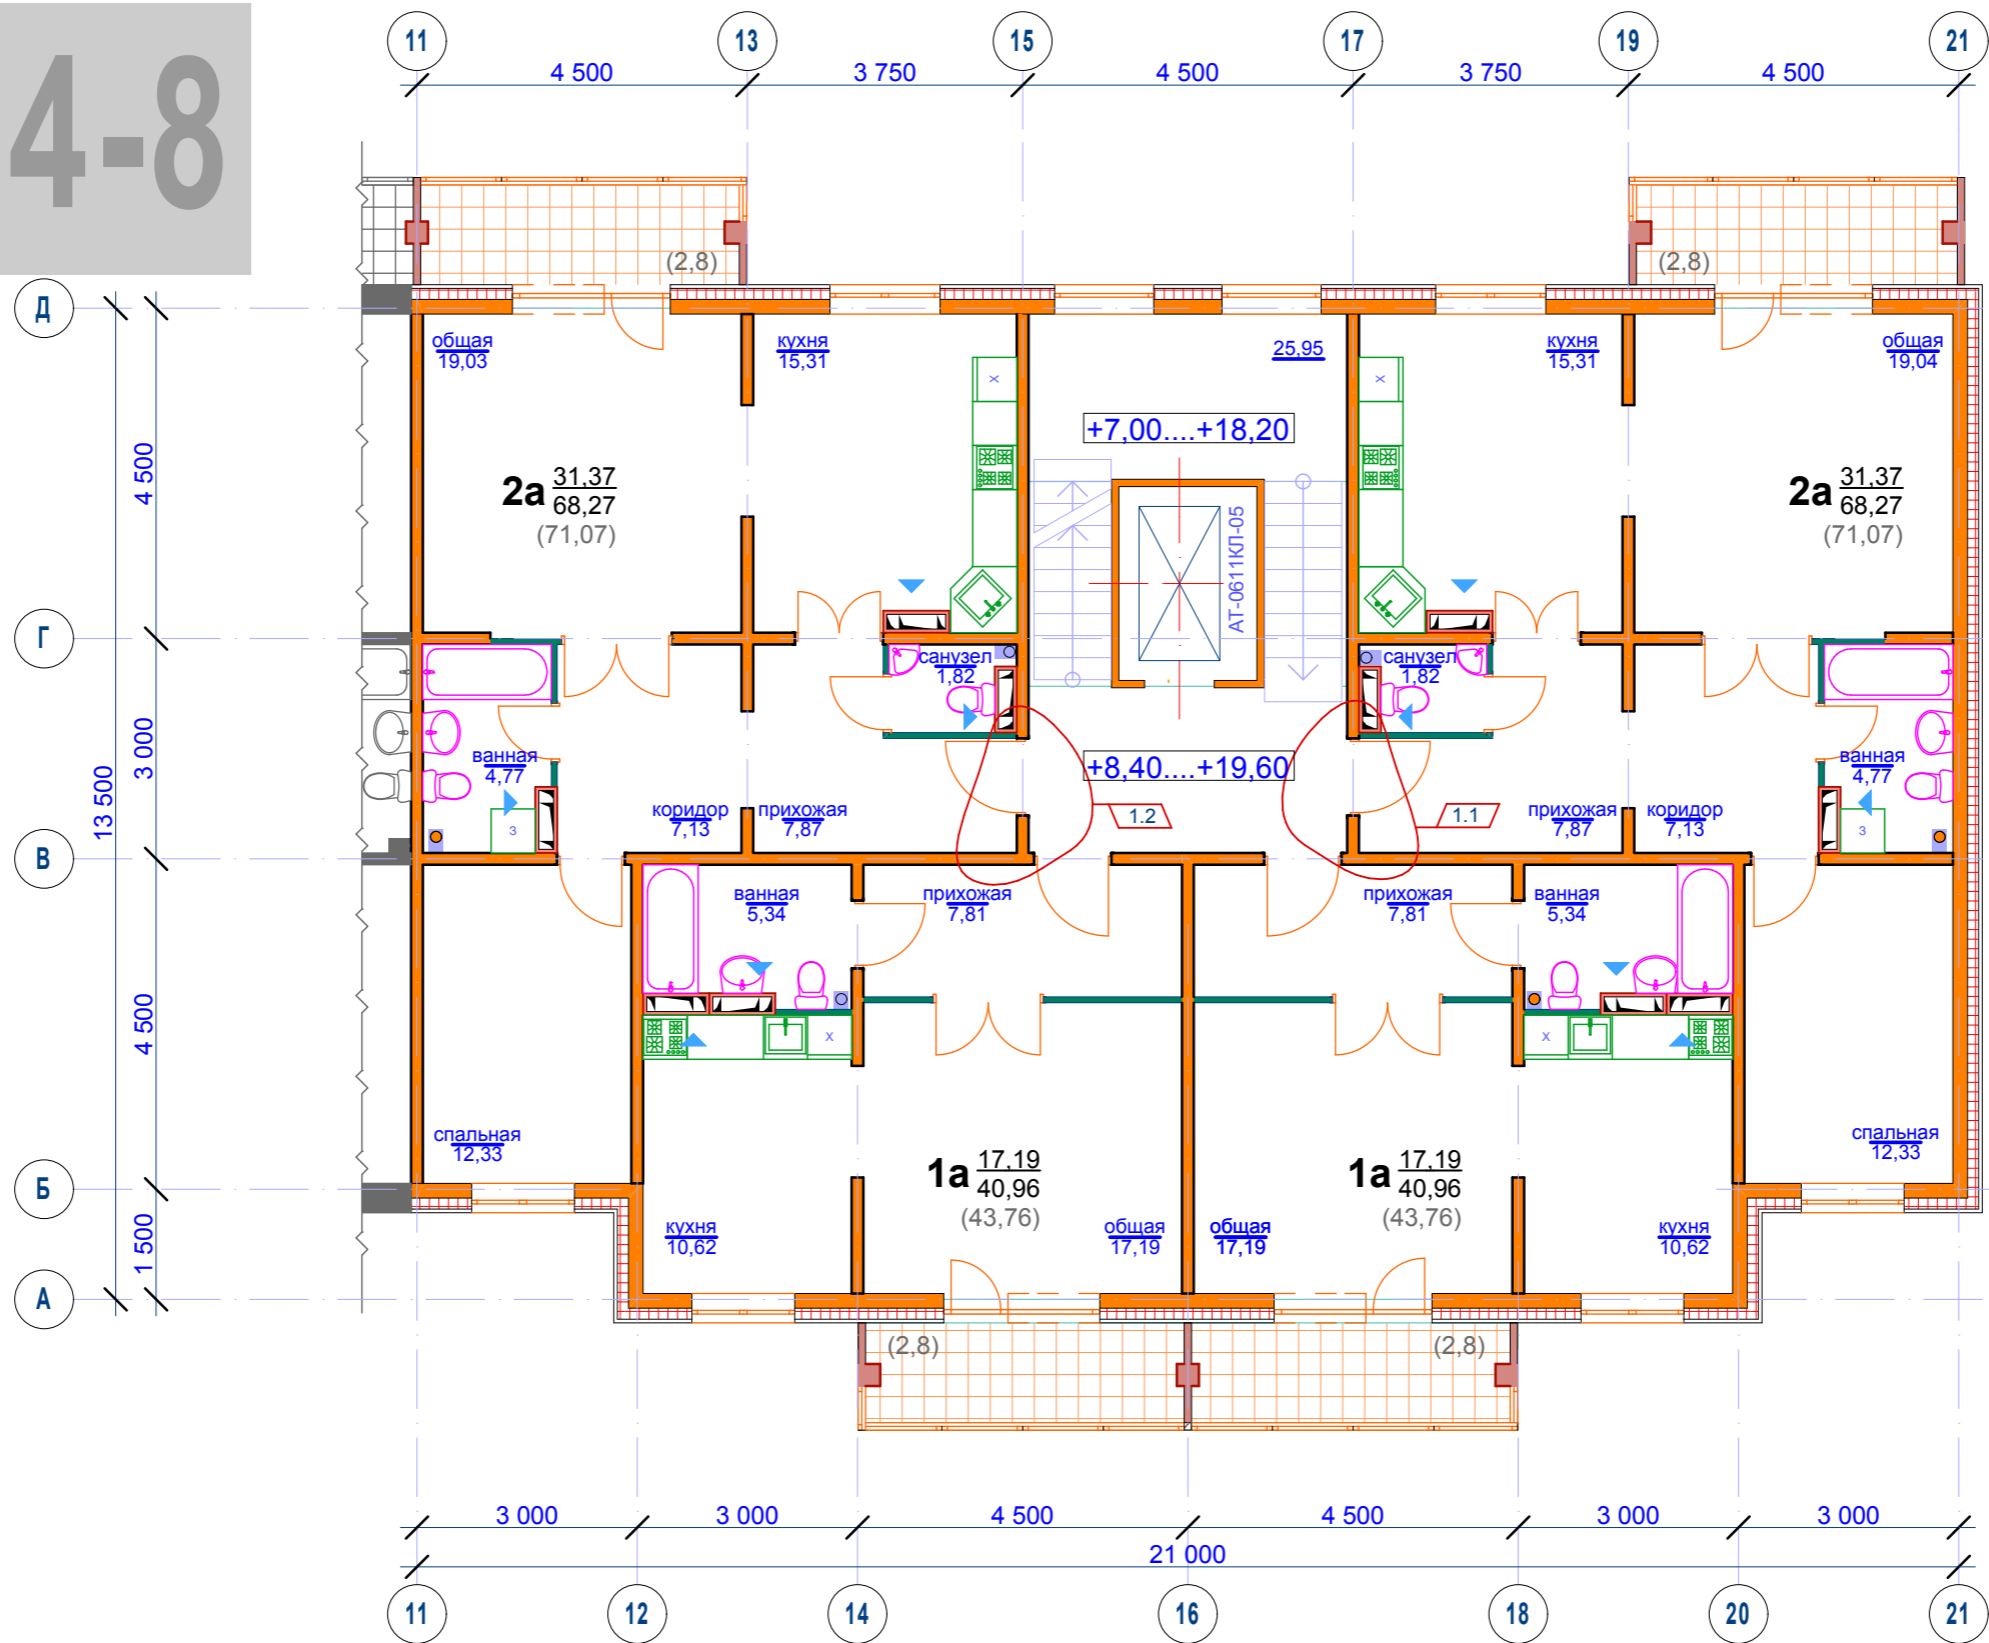 4-8
11 13 15 17 19 21
4 500 3 750 4 500 3 750 4 500
(2,8) (2,8)
Д
общая
19,03
кухня
15,31
25,95
кухня
15,31
общая
19,04
+7,00....+18,20
4 500
2а 31,37
68,27
(71,07)
х
х
2а 31,37
68,27
(71,07)
АТ-0611КЛ-05
Г
санузел
1,82
санузел
1,82
3 000
13 500
ванная
4,77
ванная
4,77
+8,40....+19,60
коридор
7,13
прихожая
7,87
1.2
1.1
прихожая
7,87
коридор
7,13
З
З
В
ванная
5,34
прихожая
7,81
прихожая
7,81
ванная
5,34
4 500
х
х
спальная
12,33
спальная
12,33
1а 17,19
40,96
(43,76)
1а 17,19
40,96
(43,76)
Б
кухня
10,62
общая
17,19
общая
17,19
кухня
10,62
1 500
А
(2,8) (2,8)
3 000 3 000 4 500 4 500 3 000 3 000
21 000
11 12 14 16 18 20 21